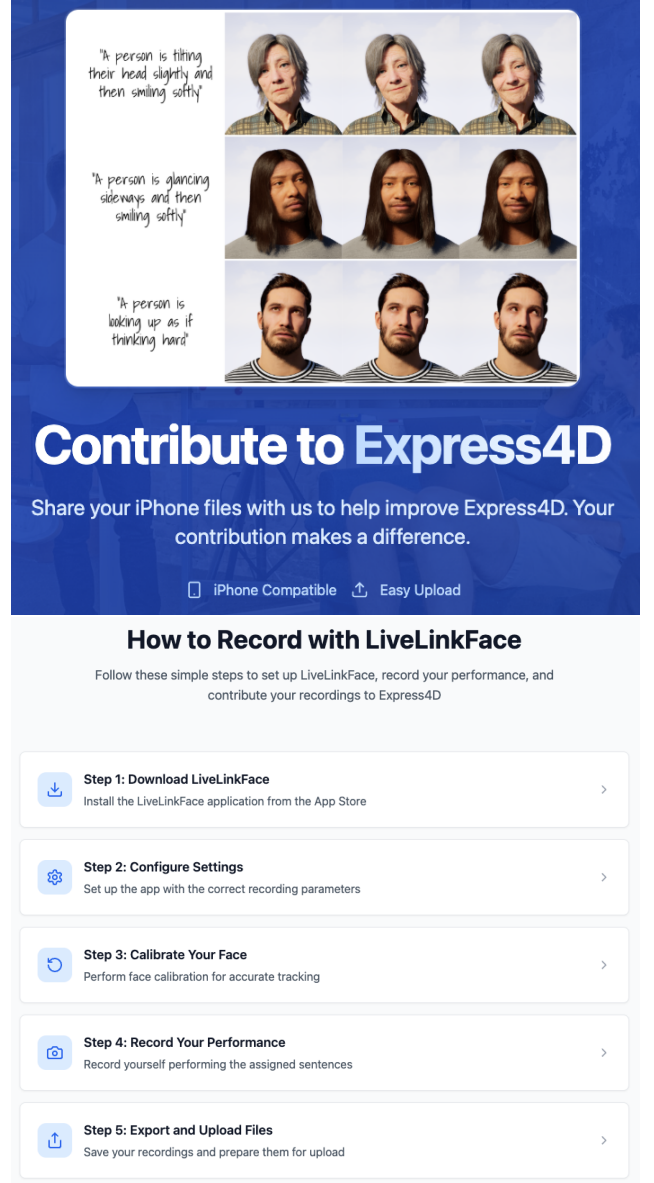 "A person is tilting
their head slightly and
then smiling softly"
"A person is glancing
sideways and then
smiling softly"
"A person is
looking up as if
thinking hard"
Contribute to Express4D
Share your iPhone files with us to help improve Express4D. Your
contribution makes a difference.
iPhone Compatible Easy Upload
How to Record with LiveLinkFace
Follow these simple steps to set up LiveLinkFace, record your performance, and
contribute your recordings to Express4D
Step 1: Download LiveLinkFace
Install the LiveLinkFace application from the App Store
Step 2: Configure Settings
Set up the app with the correct recording parameters
Step 3: Calibrate Your Face
Perform face calibration for accurate tracking
Step 4: Record Your Performance
Record yourself performing the assigned sentences
Step 5: Export and Upload Files
Save your recordings and prepare them for upload